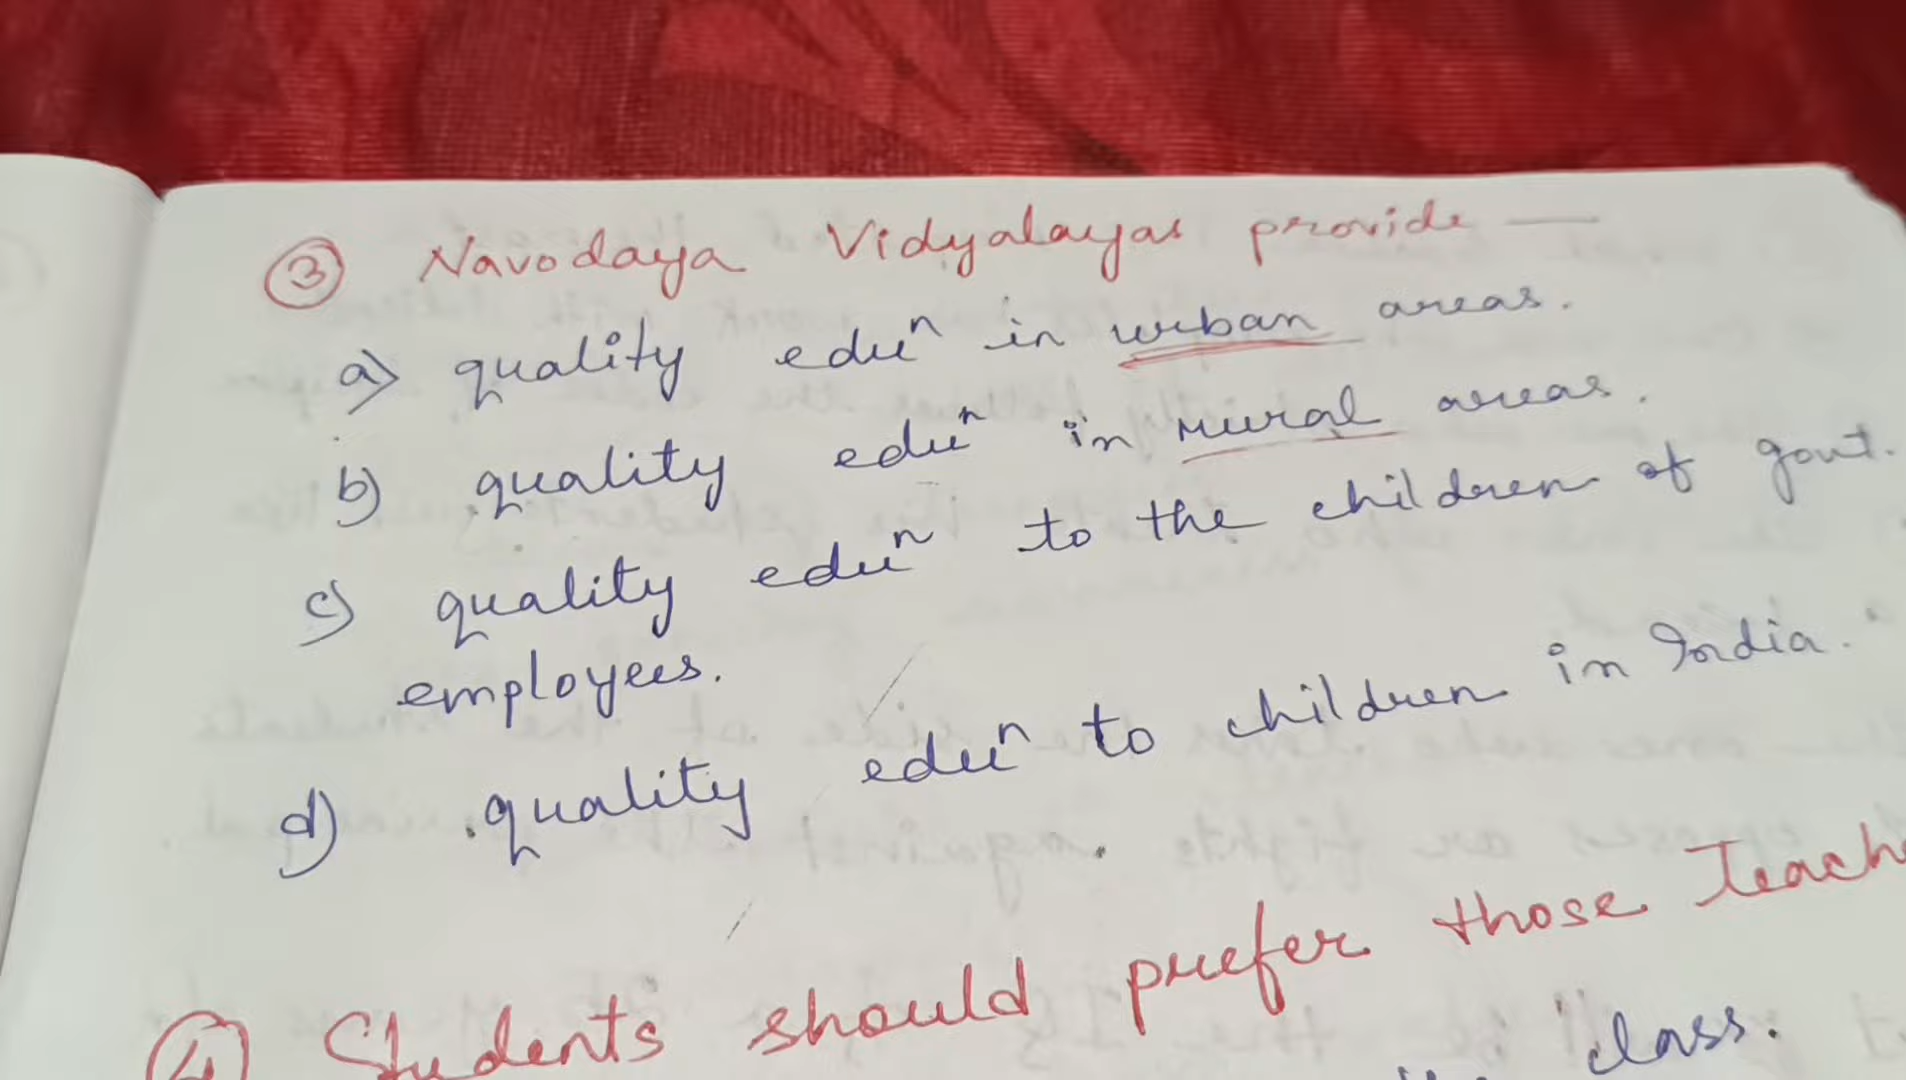 ③ Navodaya Vidyalayas provide —
a) quality eduⁿ in urban areas.
b) quality eduⁿ in rural areas.
c) quality eduⁿ to the children of govt.
employees.
d) quality eduⁿ to children in India.
④ Students should prefer those
class.